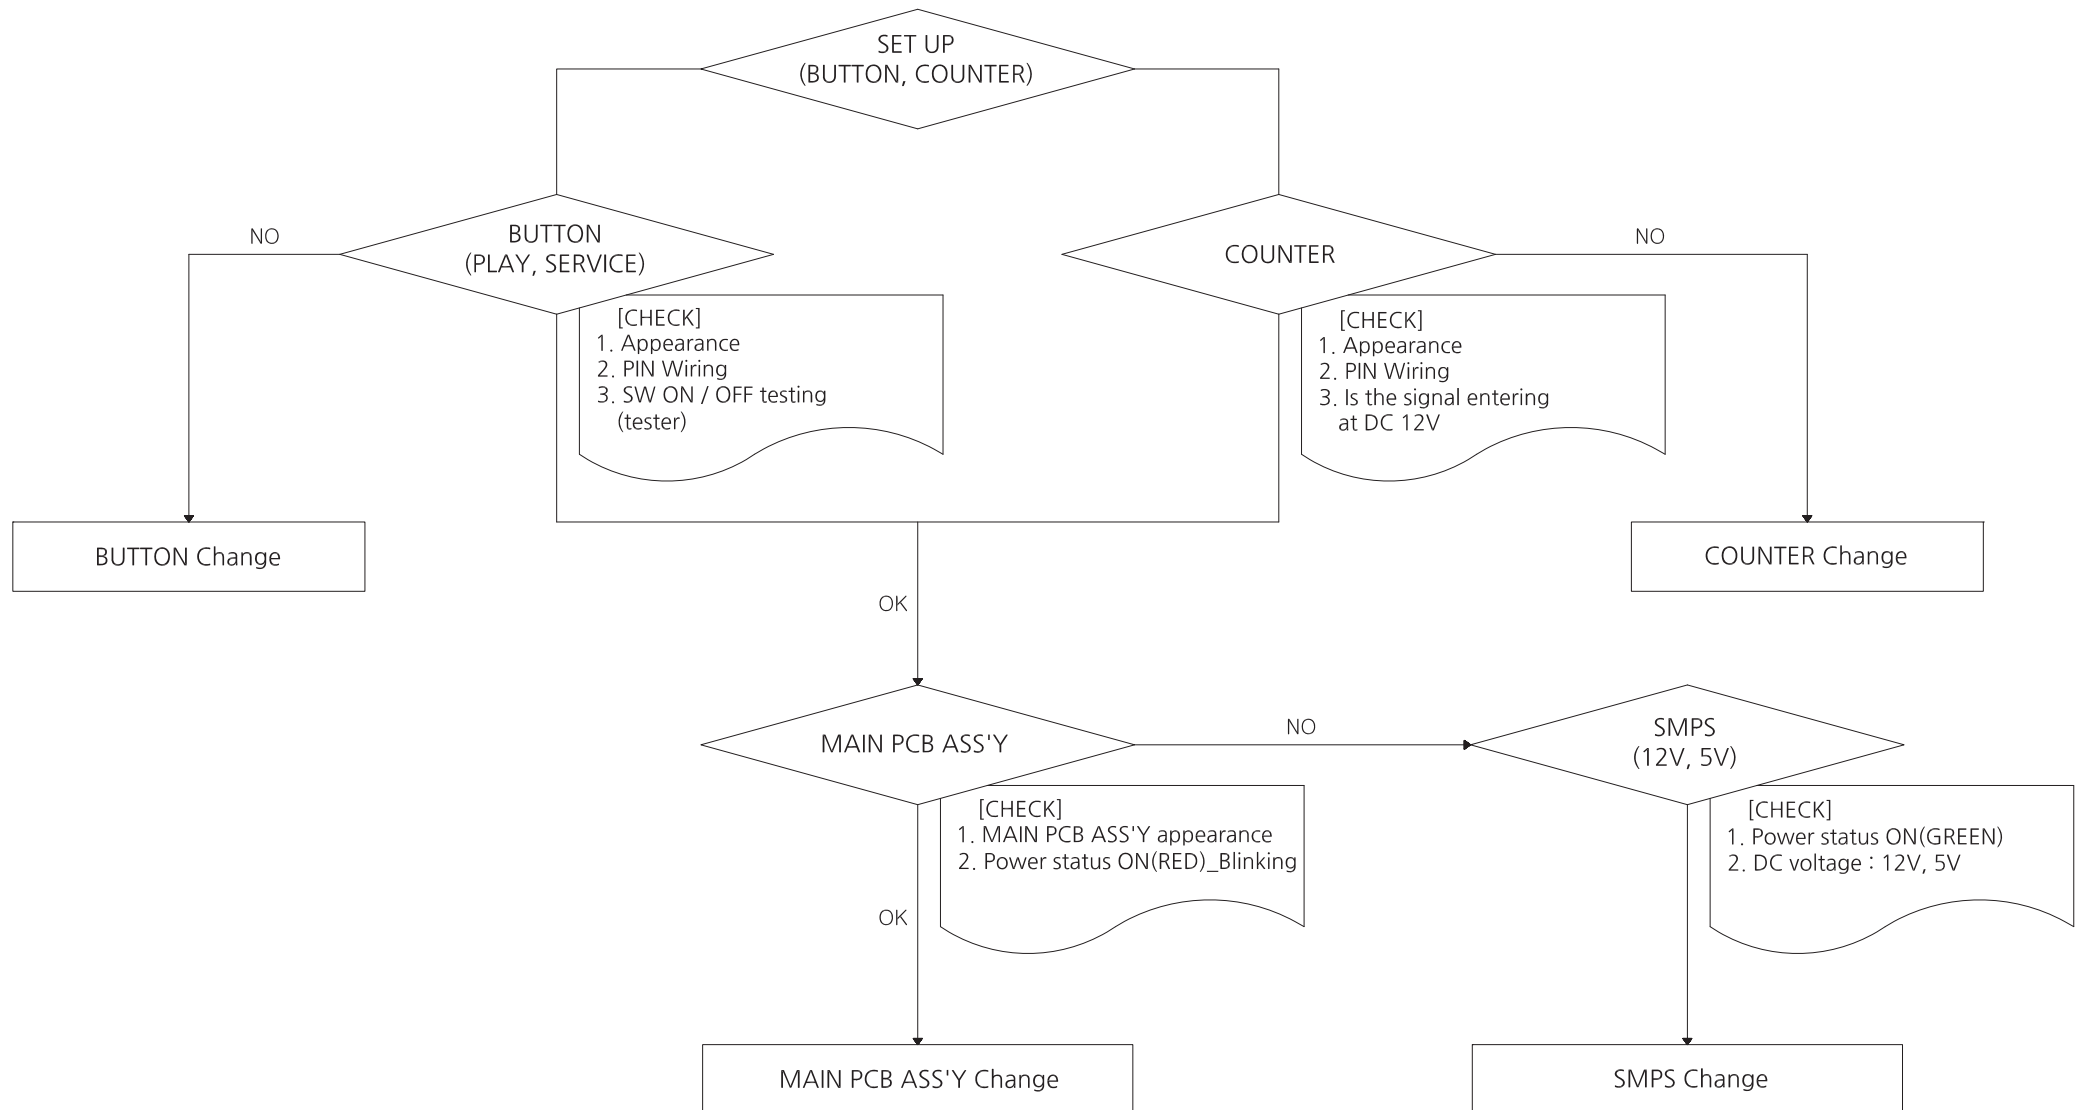 SET UP
(BUTTON, COUNTER)
NO
BUTTON
(PLAY, SERVICE)
COUNTER
NO
[CHECK]
1. Appearance
2. PIN Wiring
3. SW ON / OFF testing
(tester)
[CHECK]
1. Appearance
2. PIN Wiring
3. Is the signal entering
at DC 12V
BUTTON Change
COUNTER Change
OK
MAIN PCB ASS'Y
NO
SMPS
(12V, 5V)
[CHECK]
1. MAIN PCB ASS'Y appearance
2. Power status ON(RED)_Blinking
[CHECK]
1. Power status ON(GREEN)
2. DC voltage : 12V, 5V
OK
MAIN PCB ASS'Y Change
SMPS Change